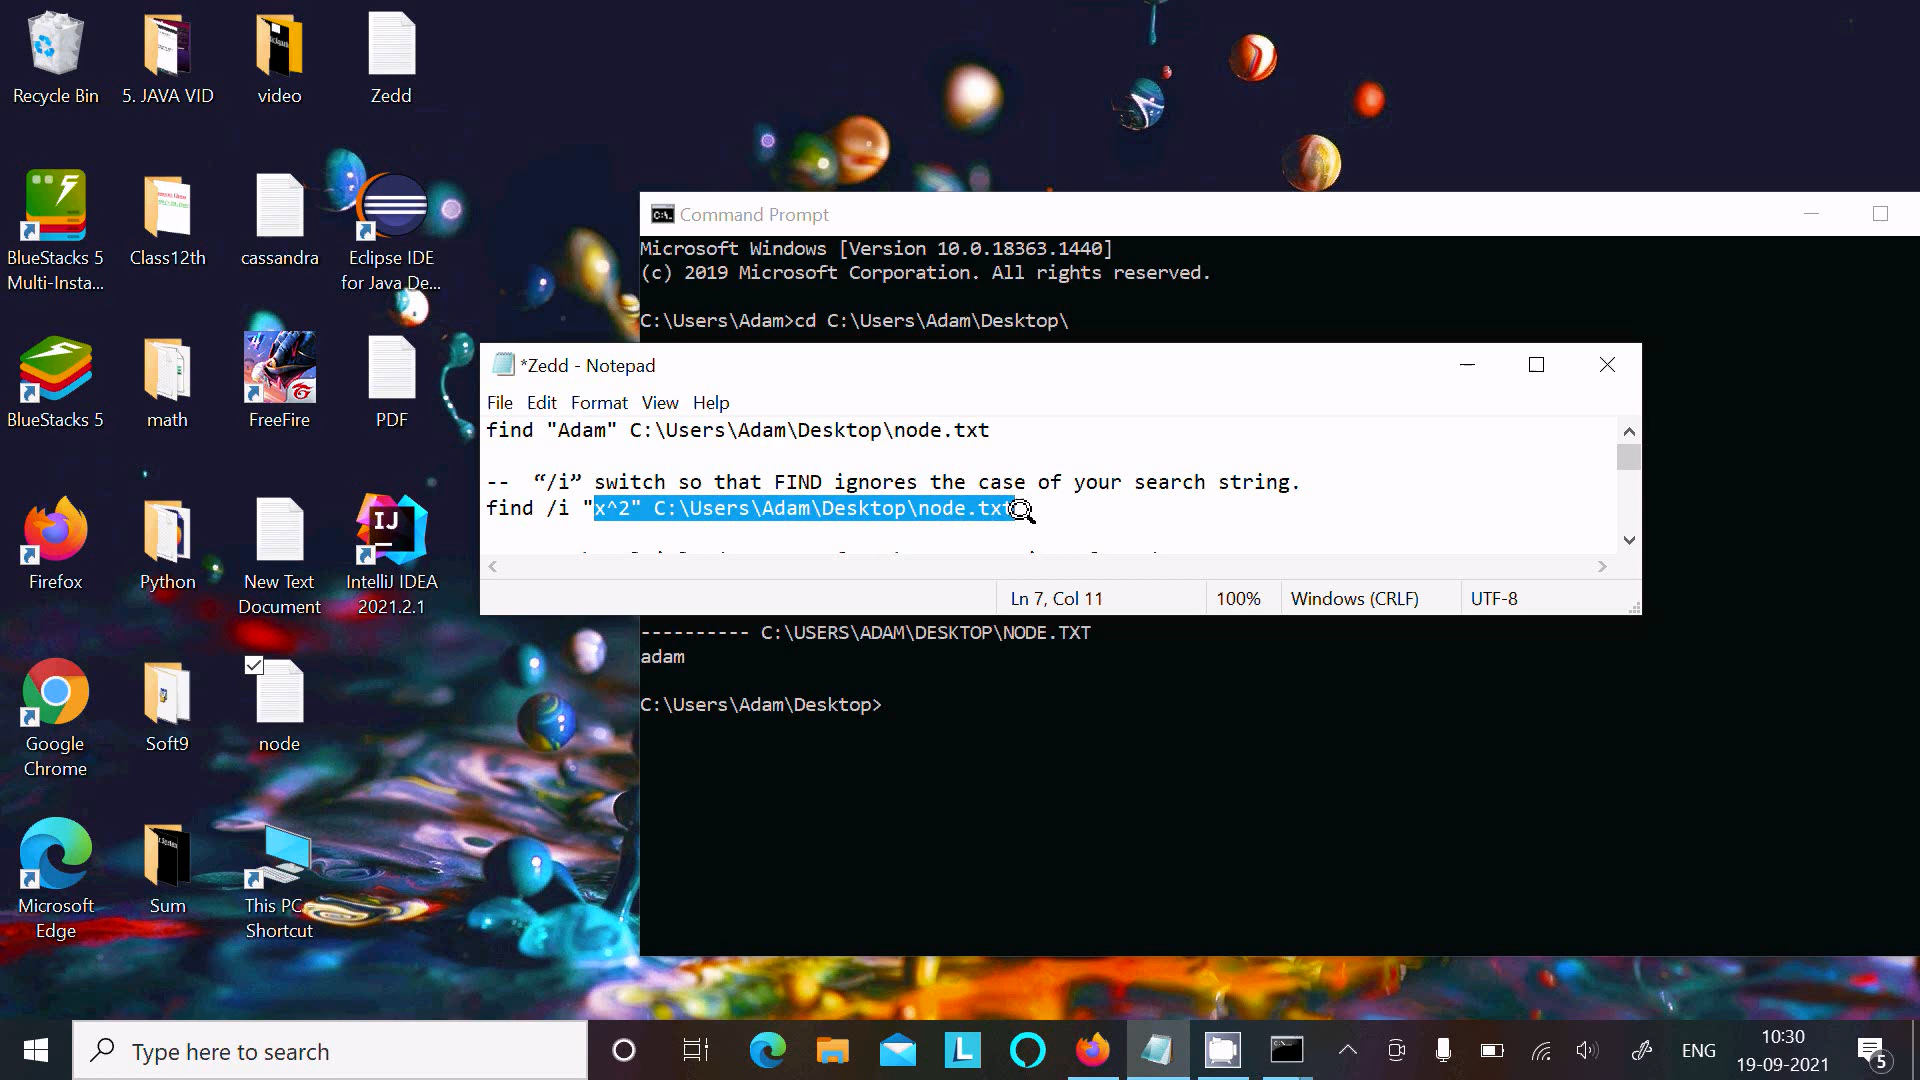 Recycle Bin
5. JAVA VID
video
Zedd
BlueStacks 5
Multi-Insta...
Class12th
cassandra
Eclipse IDE
for Java De...
BlueStacks 5
math
FreeFire
PDF
Firefox
Python
New Text
Document
IntelliJ IDEA
2021.2.1
Google
Chrome
Soft9
node
Microsoft
Edge
Sum
This PC -
Shortcut
Command Prompt
Microsoft Windows [Version 10.0.18363.1440]
(c) 2019 Microsoft Corporation. All rights reserved.
C:\Users\Adam>cd C:\Users\Adam\Desktop\
*Zedd - Notepad
File Edit Format View Help
find "Adam" C:\Users\Adam\Desktop\node.txt
-- “/i” switch so that FIND ignores the case of your search string.
find /i "x^2" C:\Users\Adam\Desktop\node.txt
Ln 7, Col 11
100%
Windows (CRLF)
UTF-8
---------- C:\USERS\ADAM\DESKTOP\NODE.TXT
adam
C:\Users\Adam\Desktop>
Type here to search
ENG
10:30
19-09-2021
5